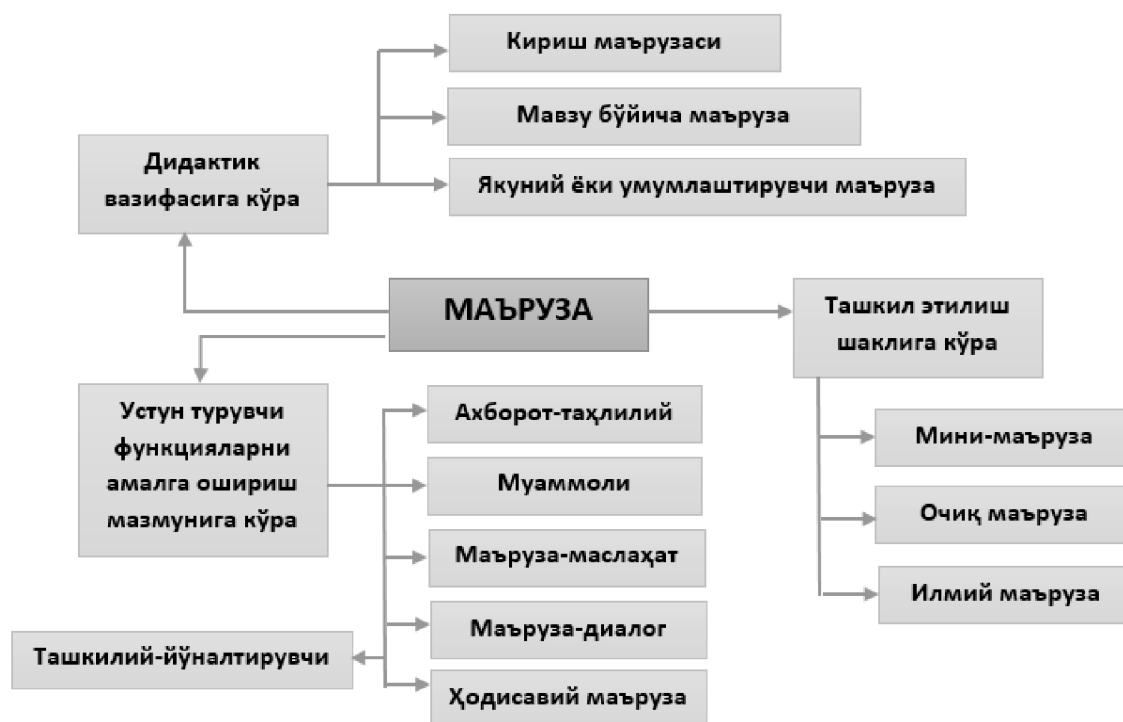 Кириш маърузаси
Мавзу бўйича маъруза
Якуний ёки умумлаштирувчи маъруза
Дидактик
вазифасига кўра
МАЪРУЗА
Ташкил этилиш
шаклига кўра
Мини-маъруза
Очиқ маъруза
Илмий маъруза
Устун турувчи
функцияларни
амалга ошириш
мазмунига кўра
Ахборот-таҳлилий
Муаммоли
Маъруза-маслаҳат
Маъруза-диалог
Ҳодисавий маъруза
Ташкилий-йўналтирувчи